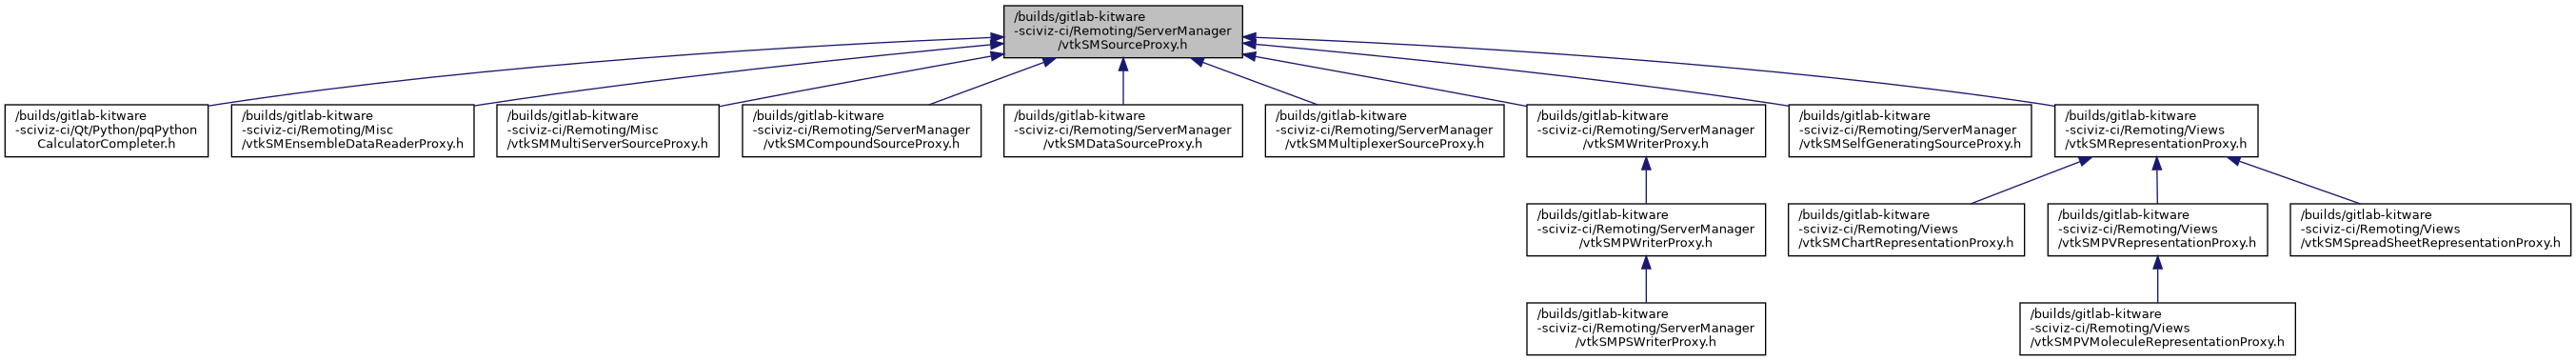 /builds/gitlab-kitware
-sciviz-ci/Remoting/ServerManager
/vtkSMSourceProxy.h
/builds/gitlab-kitware
-sciviz-ci/Qt/Python/pqPython
CalculatorCompleter.h
/builds/gitlab-kitware
-sciviz-ci/Remoting/Misc
/vtkSMEnsembleDataReaderProxy.h
/builds/gitlab-kitware
-sciviz-ci/Remoting/Misc
/vtkSMMultiServerSourceProxy.h
/builds/gitlab-kitware
-sciviz-ci/Remoting/ServerManager
/vtkSMCompoundSourceProxy.h
/builds/gitlab-kitware
-sciviz-ci/Remoting/ServerManager
/vtkSMDataSourceProxy.h
/builds/gitlab-kitware
-sciviz-ci/Remoting/ServerManager
/vtkSMMultiplexerSourceProxy.h
/builds/gitlab-kitware
-sciviz-ci/Remoting/ServerManager
/vtkSMWriterProxy.h
/builds/gitlab-kitware
-sciviz-ci/Remoting/ServerManager
/vtkSMSelfGeneratingSourceProxy.h
/builds/gitlab-kitware
-sciviz-ci/Remoting/Views
/vtkSMRepresentationProxy.h
/builds/gitlab-kitware
-sciviz-ci/Remoting/ServerManager
/vtkSMPWriterProxy.h
/builds/gitlab-kitware
-sciviz-ci/Remoting/Views
/vtkSMChartRepresentationProxy.h
/builds/gitlab-kitware
-sciviz-ci/Remoting/Views
/vtkSMPVRepresentationProxy.h
/builds/gitlab-kitware
-sciviz-ci/Remoting/Views
/vtkSMSpreadSheetRepresentationProxy.h
/builds/gitlab-kitware
-sciviz-ci/Remoting/ServerManager
/vtkSMPSWriterProxy.h
/builds/gitlab-kitware
-sciviz-ci/Remoting/Views
/vtkSMPVMoleculeRepresentationProxy.h